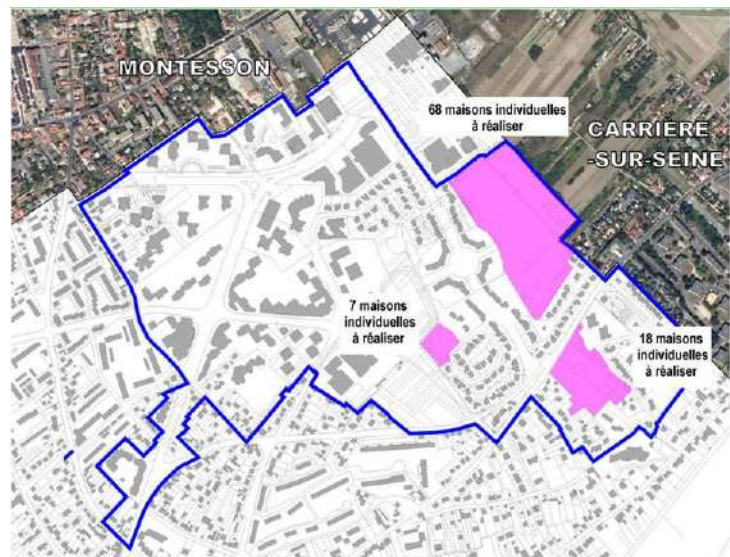 MONTESSON
68 maisons individuelles
à réaliser
CARRIERE
-SUR-SEINE
7 maisons
individuelles
à réaliser
18 maisons
individuelles
à réaliser